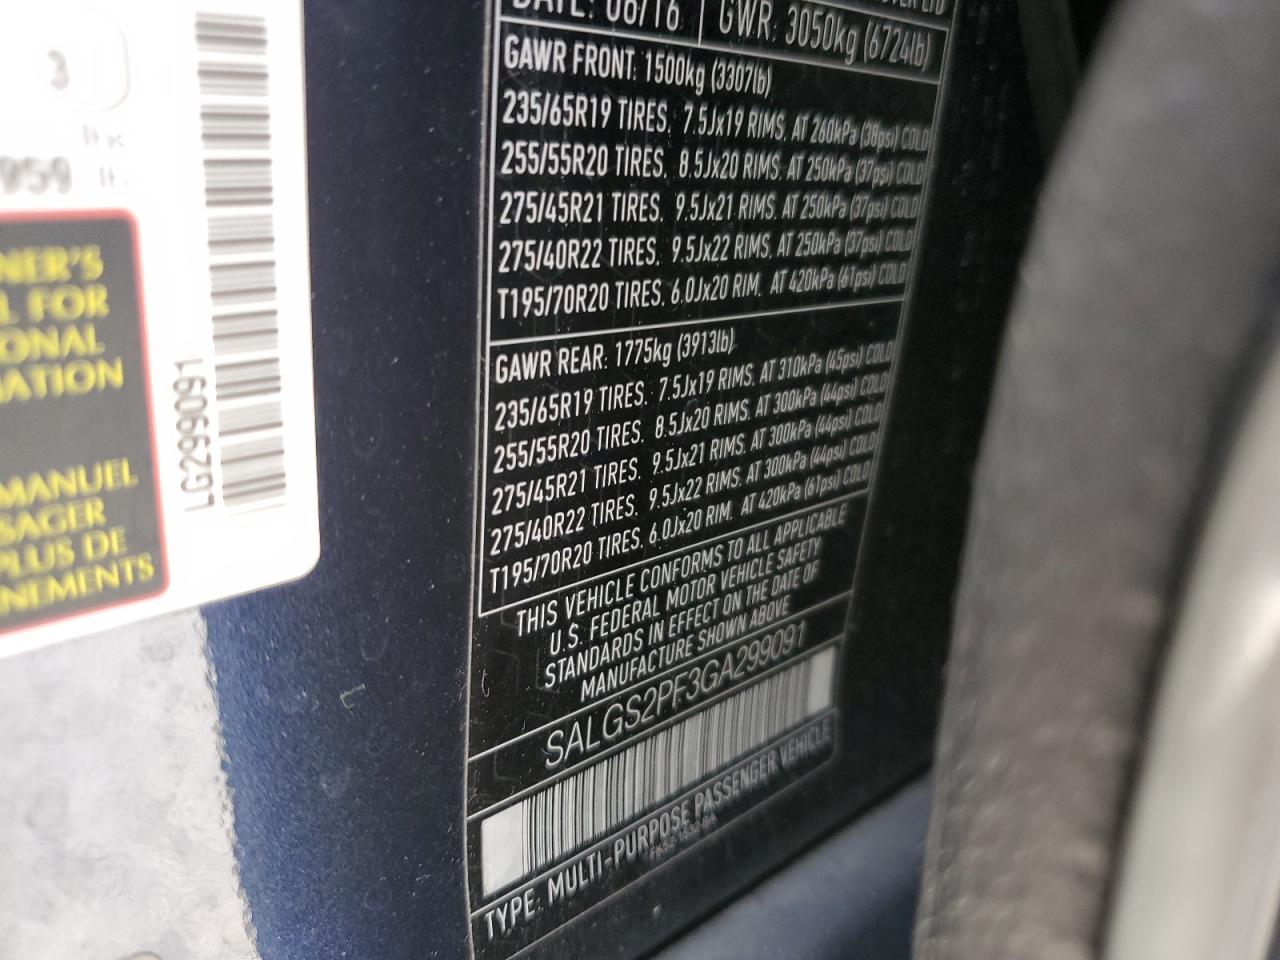 3
959
NER'S
L FOR
ONAL
MATION
MANUEL
SAGER
PLUS DE
NEMENTS
LG299091
DATE: 06/16 GWR: 3050kg (6724lb)
GAWR FRONT: 1500kg (3307lb)
235/65R19 TIRES, 7.5Jx19 RIMS, AT 260kPa (38psi) COLD
255/55R20 TIRES, 8.5Jx20 RIMS, AT 250kPa (37psi) COLD
275/45R21 TIRES, 9.5Jx21 RIMS, AT 250kPa (37psi) COLD
275/40R22 TIRES, 9.5Jx22 RIMS, AT 250kPa (37psi) COLD
T195/70R20 TIRES, 6.0Jx20 RIM, AT 420kPa (61psi) COLD
GAWR REAR: 1775kg (3913lb)
235/65R19 TIRES, 7.5Jx19 RIMS, AT 310kPa (45psi) COLD
255/55R20 TIRES, 8.5Jx20 RIMS, AT 300kPa (44psi) COLD
275/45R21 TIRES, 9.5Jx21 RIMS, AT 300kPa (44psi) COLD
275/40R22 TIRES, 9.5Jx22 RIMS, AT 300kPa (44psi) COLD
T195/70R20 TIRES, 6.0Jx20 RIM, AT 420kPa (61psi) COLD
THIS VEHICLE CONFORMS TO ALL APPLICABLE
U.S. FEDERAL MOTOR VEHICLE SAFETY
STANDARDS IN EFFECT ON THE DATE OF
MANUFACTURE SHOWN ABOVE
SALGS2PF3GA299091
TYPE: MULTI-PURPOSE PASSENGER VEHICLE